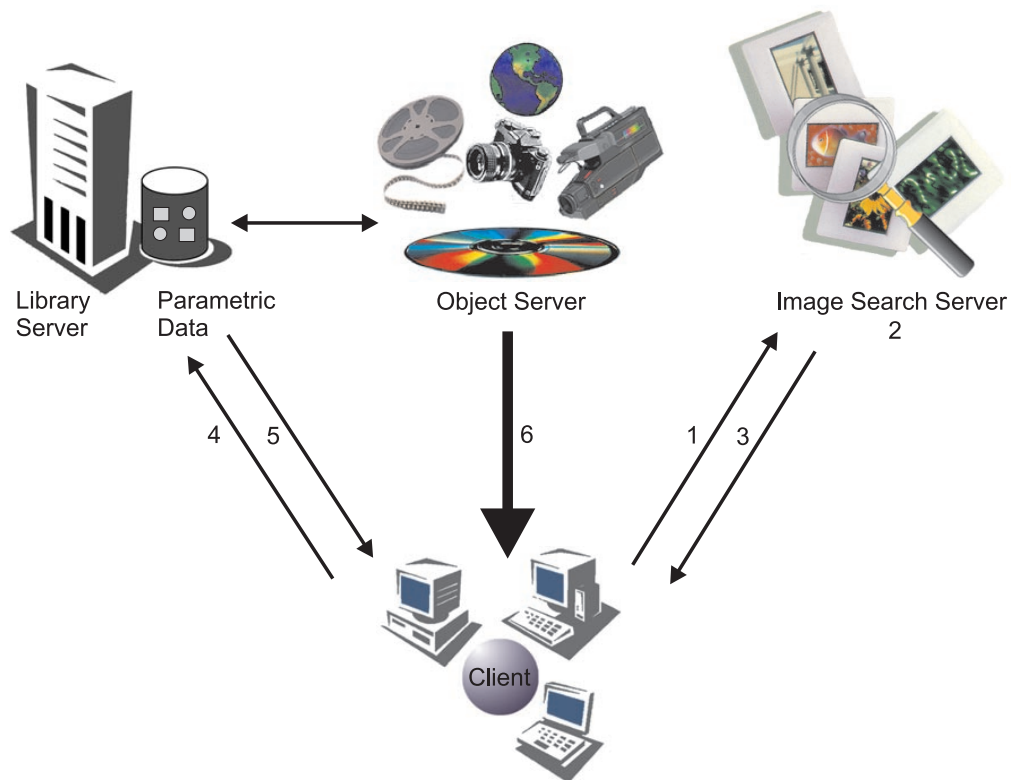 Library
Server
Parametric
Data
Object Server
Image Search Server
2
4
5
6
1
3
Client